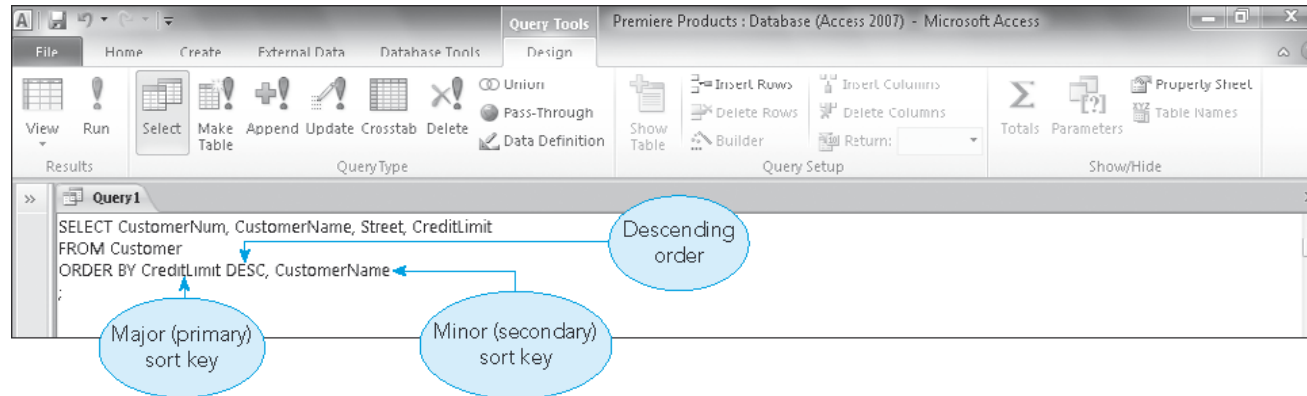 Query Tools
Premiere Products : Database (Access 2007) - Microsoft Access
File Home Create External Data Database Tools Design
View
Run
Select
Make Table
Append
Update
Crosstab
Delete
Union
Pass-Through
Data Definition
Show Table
Insert Rows
Delete Rows
Builder
Insert Columns
Delete Columns
Return:
Totals
Parameters
Property Sheet
Table Names
Results
Query Type
Query Setup
Show/Hide
Query1
SELECT CustomerNum, CustomerName, Street, CreditLimit
FROM Customer
ORDER BY CreditLimit DESC, CustomerName
;
Descending
order
Major (primary)
sort key
Minor (secondary)
sort key